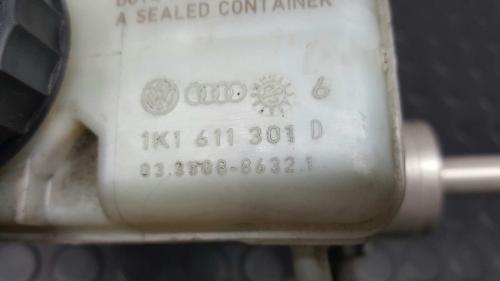 A SEALED CONTAINER
6
1K1 611 301 D
03.3508-8632.1